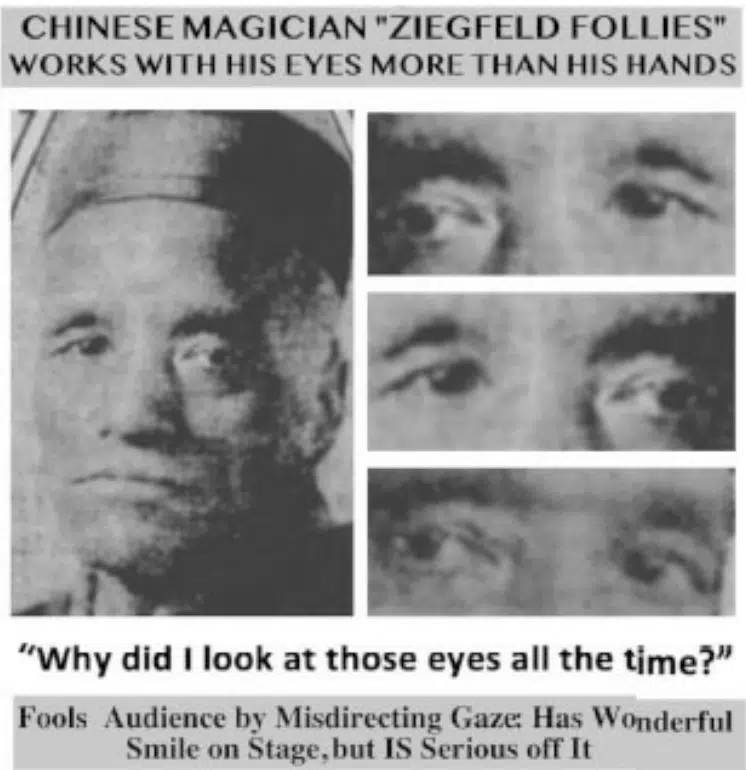 CHINESE MAGICIAN "ZIEGFELD FOLLIES"
WORKS WITH HIS EYES MORE THAN HIS HANDS
“Why did I look at those eyes all the time?”
Fools Audience by Misdirecting Gaze: Has Wonderful
Smile on Stage, but IS Serious off It